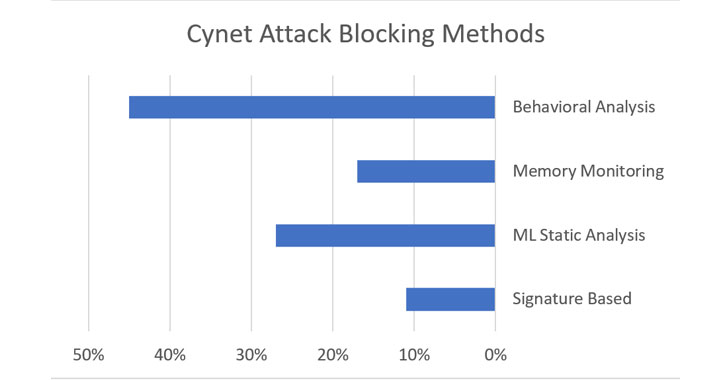 Cynet Attack Blocking Methods
Behavioral Analysis
Memory Monitoring
ML Static Analysis
Signature Based
50% 40% 30% 20% 10% 0%